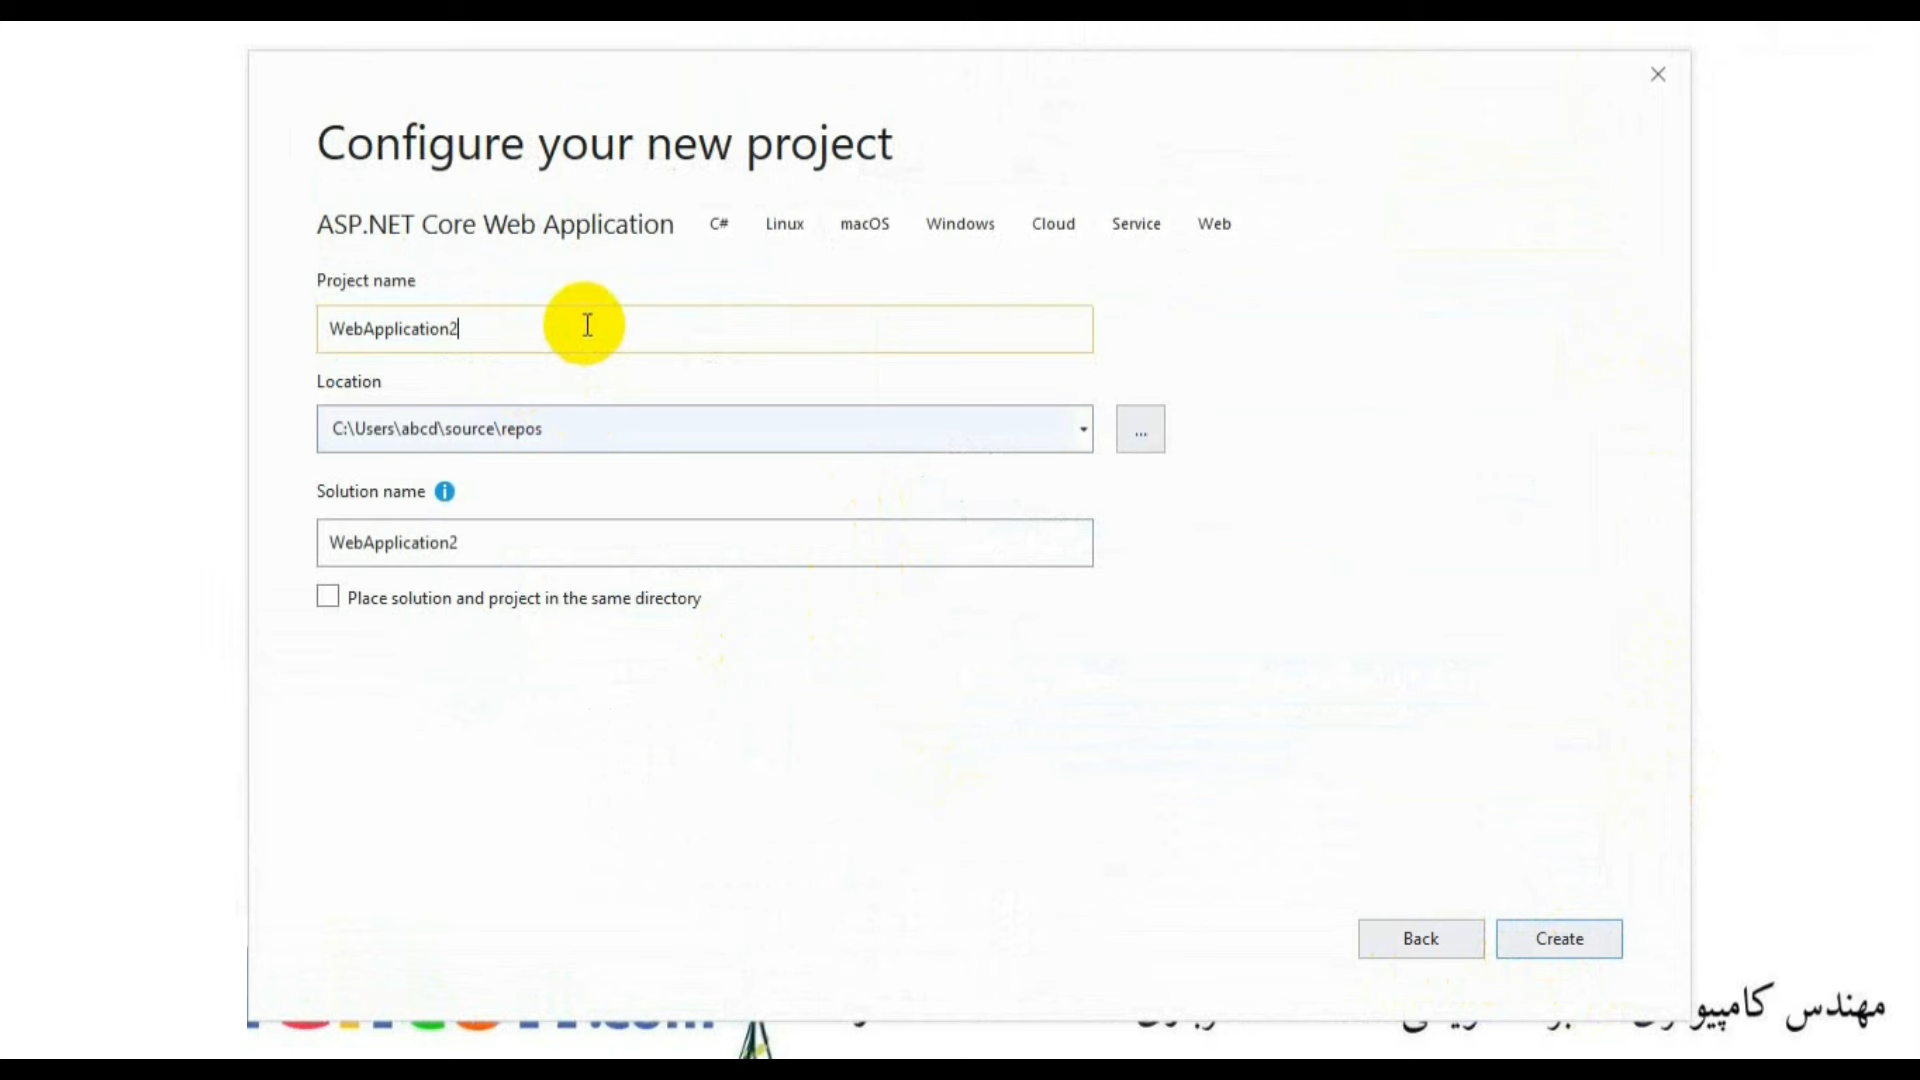 Configure your new project
ASP.NET Core Web Application C# Linux macOS Windows Cloud Service Web
Project name
WebApplication2
Location
C:\Users\abcd\source\repos
...
Solution name
WebApplication2
Place solution and project in the same directory
Back Create
مهندس